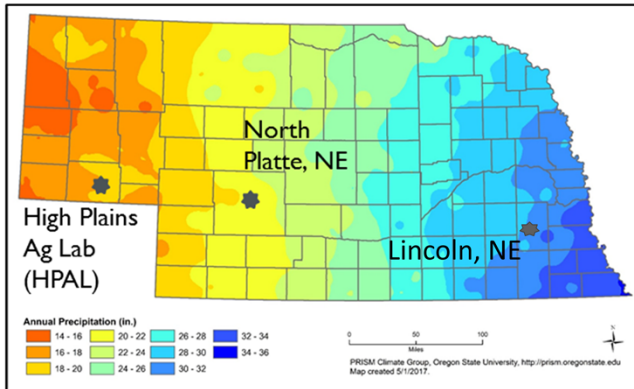 North
Platte, NE
High Plains
Ag Lab
(HPAL)
Lincoln, NE
Annual Precipitation (in.)
14 - 16
16 - 18
18 - 20
20 - 22
22 - 24
24 - 26
26 - 28
28 - 30
30 - 32
32 - 34
34 - 36
0 50 100
Miles
N
PRISM Climate Group, Oregon State University, http://prism.oregonstate.edu
Map created 5/1/2017.